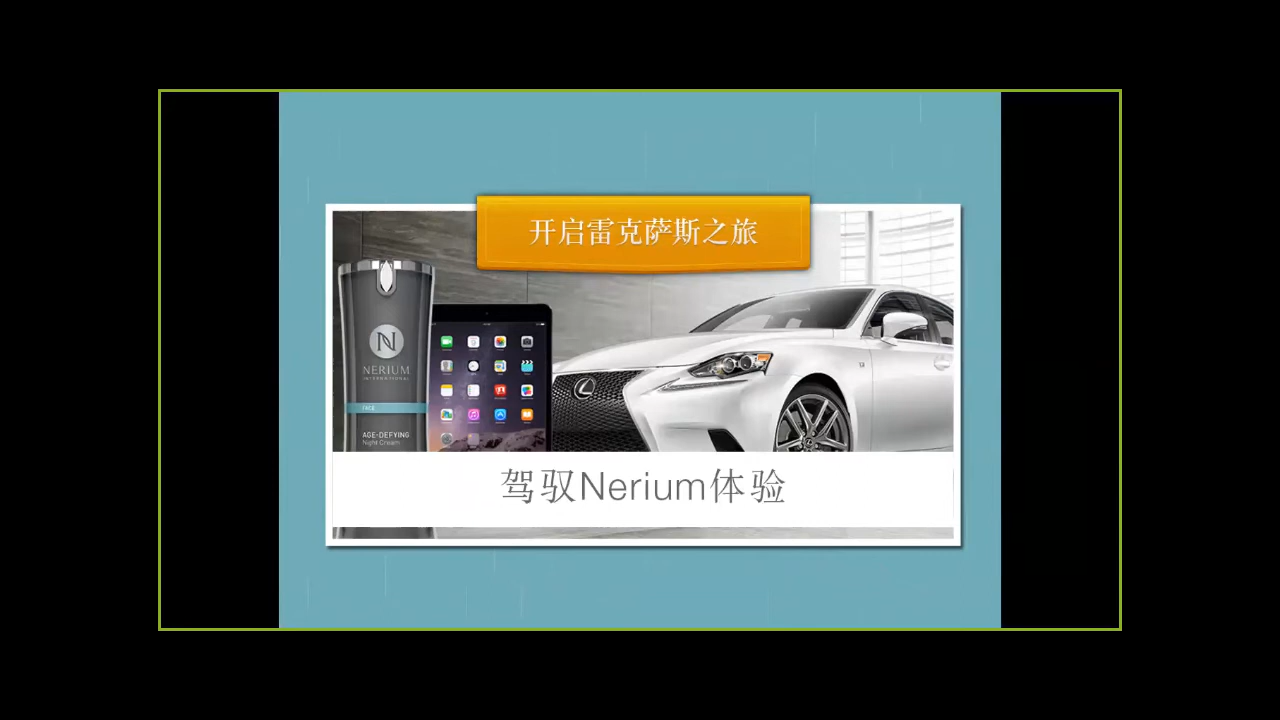 开启雷克萨斯之旅
N
NERIUM
INTERNATIONAL
FACE
AGE-DEFYING
Night Cream
驾驭Nerium体验